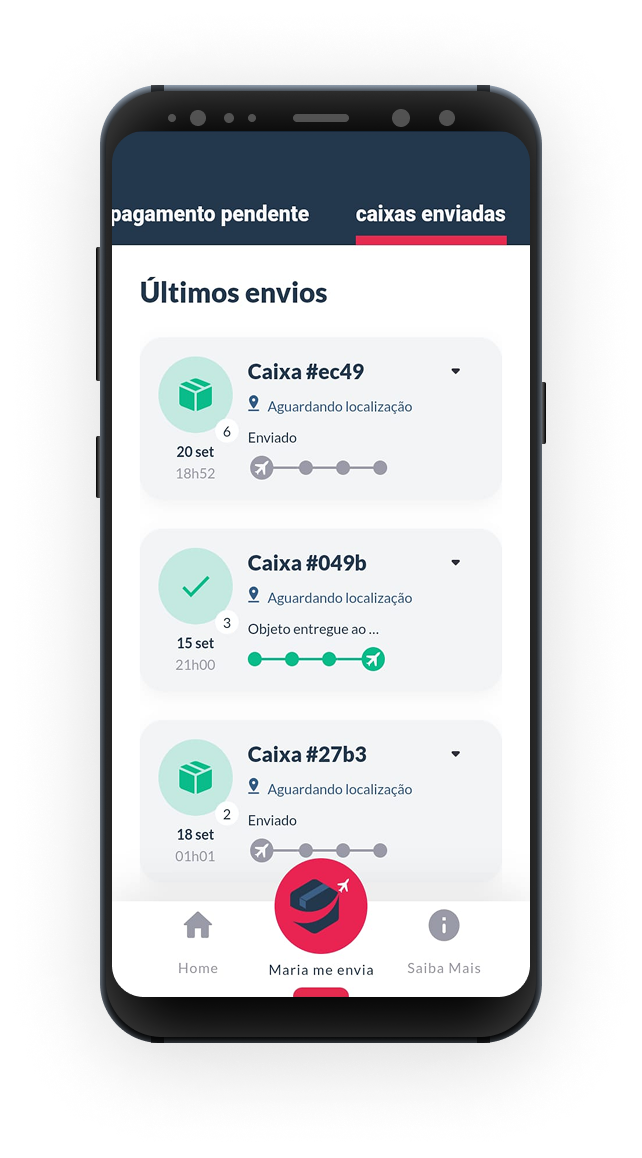 pagamento pendente
caixas enviadas
Últimos envios
Caixa #ec49
Aguardando localização
6
Enviado
20 set
18h52
Caixa #049b
Aguardando localização
3
Objeto entregue ao ...
15 set
21h00
Caixa #27b3
Aguardando localização
2
Enviado
18 set
01h01
Home
Maria me envia
Saiba Mais